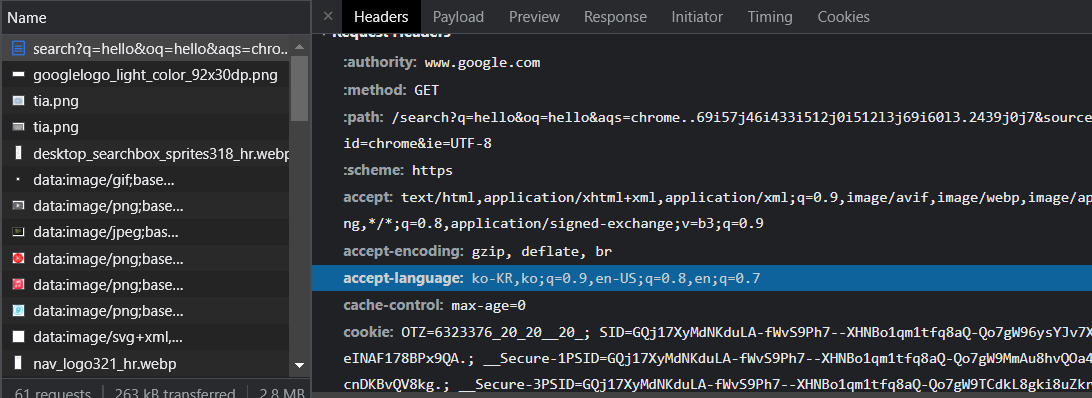 Name
search?q=hello&oq=hello&aqs=chro..
googlelogo_light_color_92x30dp.png
tia.png
tia.png
desktop_searchbox_sprites318_hr.webp
data:image/gif;base...
data:image/png;base...
data:image/jpeg;bas...
data:image/png;base...
data:image/png;base...
data:image/svg+xml,...
nav_logo321_hr.webp
61 requests
263 kB transferred
2.8 MB
Headers
Payload
Preview
Response
Initiator
Timing
Cookies
Request Headers
:authority: www.google.com
:method: GET
:path: /search?q=hello&oq=hello&aqs=chrome..69i57j46i433i512j0i512l3j69i60l3.2439j0j7&source
id=chrome&ie=UTF-8
:scheme: https
accept: text/html,application/xhtml+xml,application/xml;q=0.9,image/avif,image/webp,image/ap
ng,*/*;q=0.8,application/signed-exchange;v=b3;q=0.9
accept-encoding: gzip, deflate, br
accept-language: ko-KR,ko;q=0.9,en-US;q=0.8,en;q=0.7
cache-control: max-age=0
cookie: OTZ=6323376_20_20__20_; SID=GQj17XyMdNKduLA-fWvS9Ph7--XHNBo1qm1tfq8aQ-Qo7gW96ysYJv7X
eINAF178BPx9QA.; __Secure-1PSID=GQj17XyMdNKduLA-fWvS9Ph7--XHNBo1qm1tfq8aQ-Qo7gW9MmAu8hvQOa4
cnDKBvQV8kg.; __Secure-3PSID=GQj17XyMdNKduLA-fWvS9Ph7--XHNBo1qm1tfq8aQ-Qo7gW9TCdkL8gki8uZkr